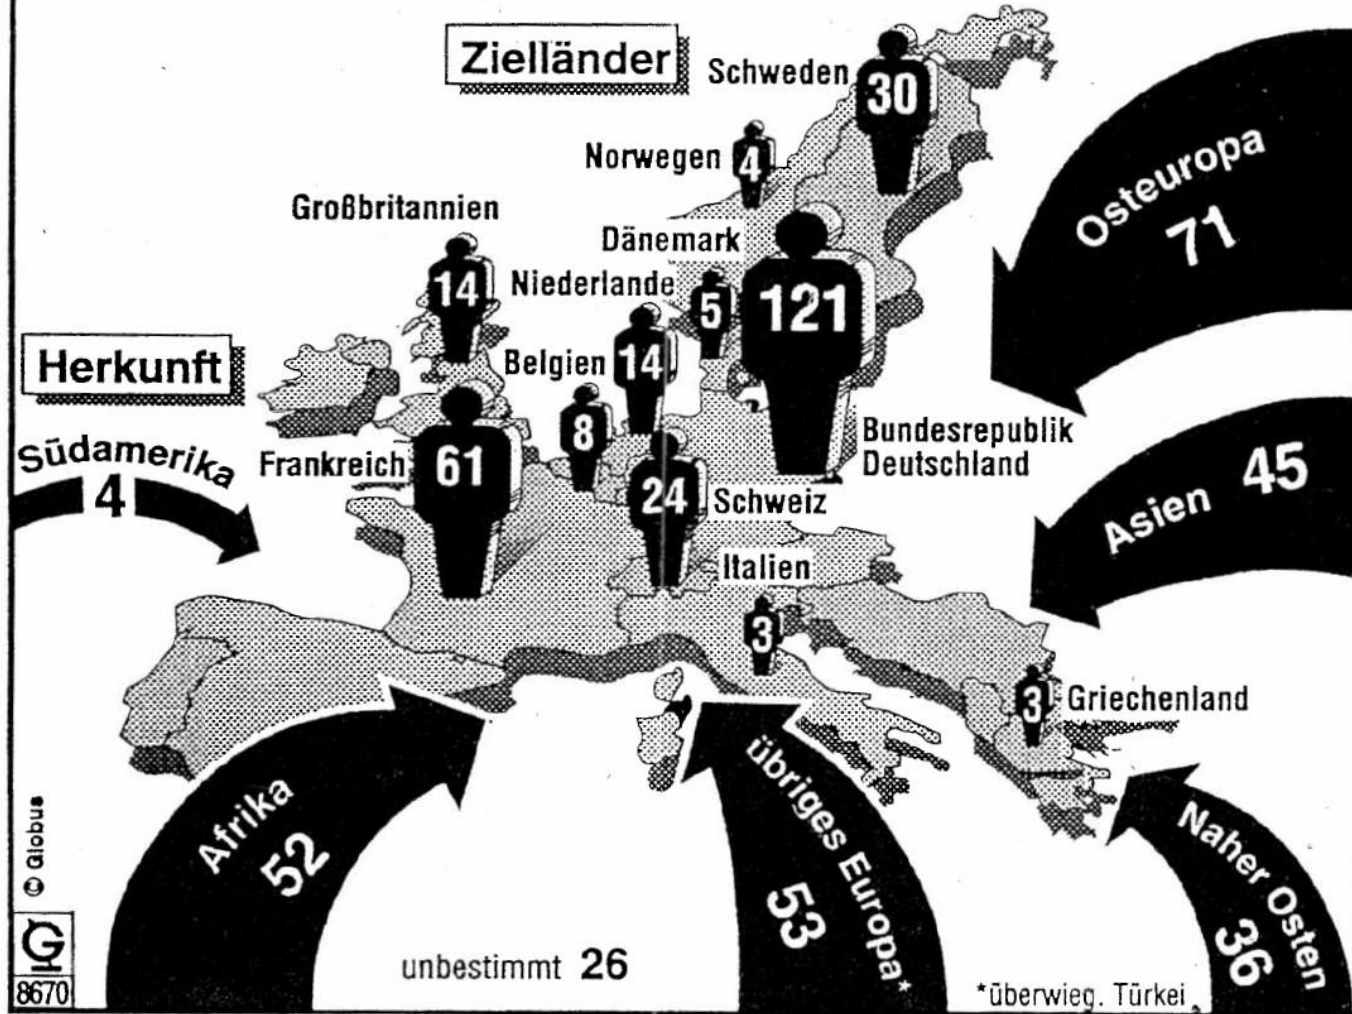 Zielländer
Schweden
30
Norwegen
4
Großbritannien
14
Dänemark
5
Niederlande
14
121
Bundesrepublik
Deutschland
Belgien
8
Herkunft
Südamerika
4
Frankreich
61
24
Schweiz
Italien
3
3
Griechenland
Osteuropa
71
Asien 45
Afrika
52
übriges Europa*
53
Naher Osten
36
unbestimmt 26
*überwieg. Türkei
© Globus
G
8670